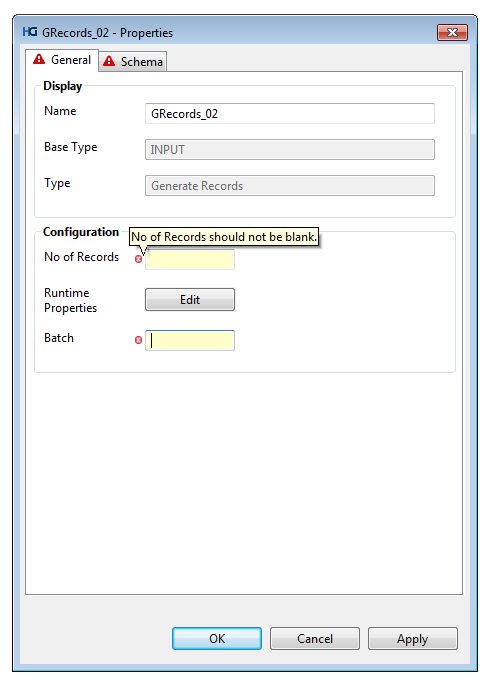 HG GRecords_02 - Properties
General Schema
Display
Name GRecords_02
Base Type INPUT
Type Generate Records
Configuration
No of Records should not be blank.
No of Records
Runtime
Properties
Edit
Batch
OK Cancel Apply